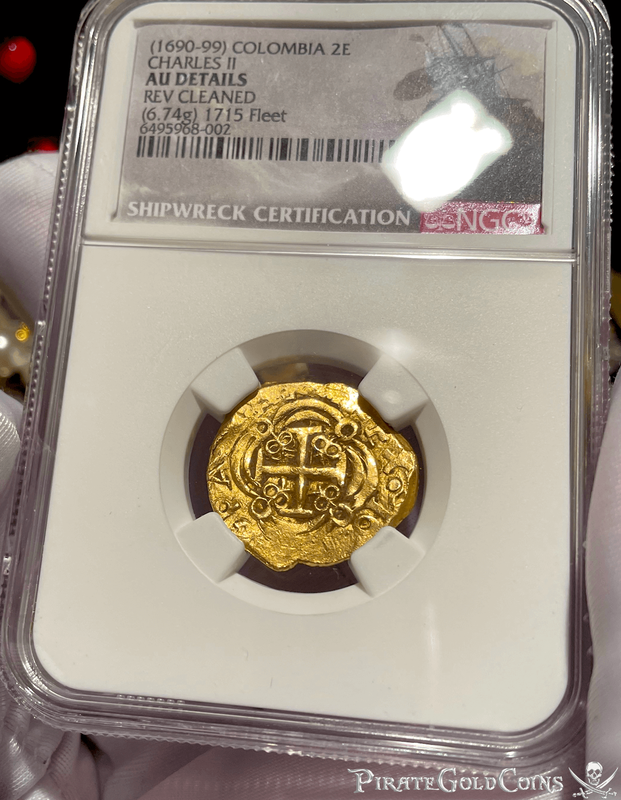 (1690-99) COLOMBIA 2E
CHARLES II
AU DETAILS
REV CLEANED
(6.74g) 1715 Fleet
6495968-002
SHIPWRECK CERTIFICATION NGC
PIRATEGOLDCOINS